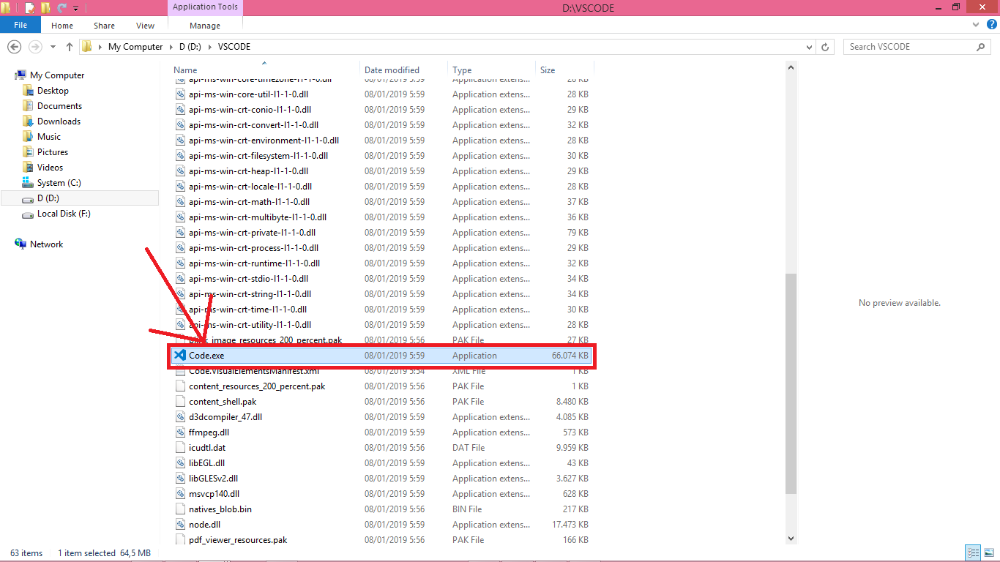 Application Tools
D:\VSCODE
File Home Share View Manage
My Computer D (D:) VSCODE
Search VSCODE
My Computer
Desktop
Documents
Downloads
Music
Pictures
Videos
System (C:)
D (D:)
Local Disk (F:)
Network
Name Date modified Type Size
api-ms-win-core-timezone-l1-1-0.dll 08/01/2019 5:59 Application extens... 28 KB
api-ms-win-core-util-l1-1-0.dll 08/01/2019 5:59 Application extens... 28 KB
api-ms-win-crt-conio-l1-1-0.dll 08/01/2019 5:59 Application extens... 29 KB
api-ms-win-crt-convert-l1-1-0.dll 08/01/2019 5:59 Application extens... 32 KB
api-ms-win-crt-environment-l1-1-0.dll 08/01/2019 5:59 Application extens... 28 KB
api-ms-win-crt-filesystem-l1-1-0.dll 08/01/2019 5:59 Application extens... 30 KB
api-ms-win-crt-heap-l1-1-0.dll 08/01/2019 5:59 Application extens... 29 KB
api-ms-win-crt-locale-l1-1-0.dll 08/01/2019 5:59 Application extens... 28 KB
api-ms-win-crt-math-l1-1-0.dll 08/01/2019 5:59 Application extens... 37 KB
api-ms-win-crt-multibyte-l1-1-0.dll 08/01/2019 5:59 Application extens... 36 KB
api-ms-win-crt-private-l1-1-0.dll 08/01/2019 5:59 Application extens... 79 KB
api-ms-win-crt-process-l1-1-0.dll 08/01/2019 5:59 Application extens... 29 KB
api-ms-win-crt-runtime-l1-1-0.dll 08/01/2019 5:59 Application extens... 32 KB
api-ms-win-crt-stdio-l1-1-0.dll 08/01/2019 5:59 Application extens... 34 KB
api-ms-win-crt-string-l1-1-0.dll 08/01/2019 5:59 Application extens... 34 KB
api-ms-win-crt-time-l1-1-0.dll 08/01/2019 5:59 Application extens... 30 KB
api-ms-win-crt-utility-l1-1-0.dll 08/01/2019 5:59 Application extens... 28 KB
blink_image_resources_200_percent.pak 08/01/2019 5:56 PAK File 27 KB
Code.exe 08/01/2019 5:59 Application 66.074 KB
Code.VisualElementsManifest.xml 08/01/2019 5:54 XML File 1 KB
content_resources_200_percent.pak 08/01/2019 5:56 PAK File 1 KB
content_shell.pak 08/01/2019 5:56 PAK File 8.480 KB
d3dcompiler_47.dll 08/01/2019 5:59 Application extens... 4.085 KB
ffmpeg.dll 08/01/2019 5:59 Application extens... 573 KB
icudtl.dat 08/01/2019 5:56 DAT File 9.959 KB
libEGL.dll 08/01/2019 5:59 Application extens... 43 KB
libGLESv2.dll 08/01/2019 5:59 Application extens... 3.627 KB
msvcp140.dll 08/01/2019 5:59 Application extens... 628 KB
natives_blob.bin 08/01/2019 5:56 BIN File 217 KB
node.dll 08/01/2019 5:59 Application extens... 17.473 KB
pdf_viewer_resources.pak 08/01/2019 5:56 PAK File 166 KB
No preview available.
63 items 1 item selected 64,5 MB